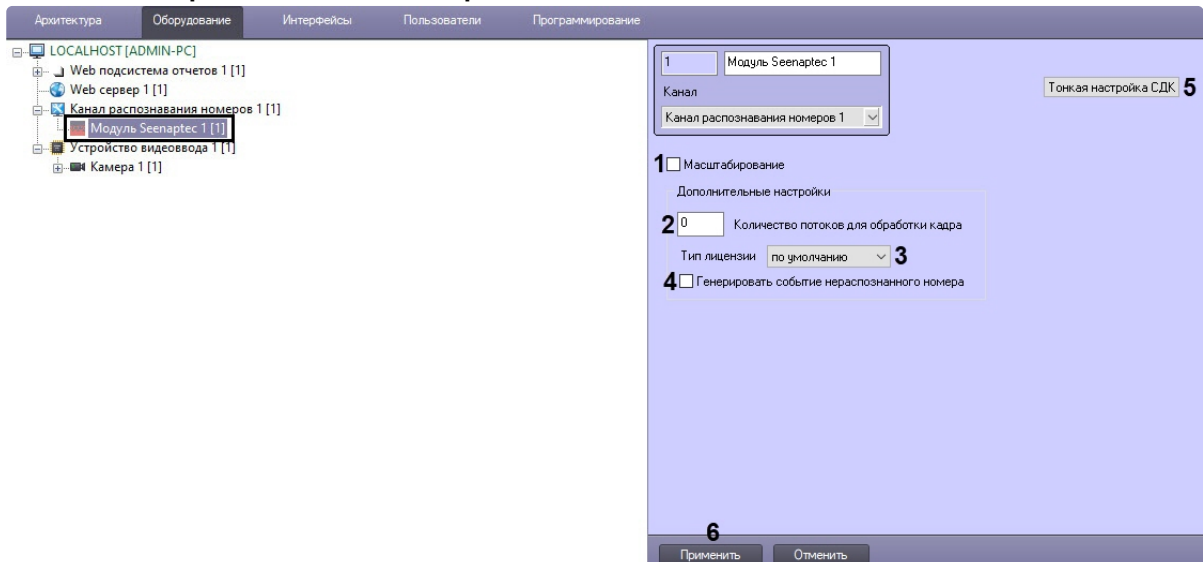 Архитектура Оборудование Интерфейсы Пользователи Программирование
LOCALHOST [ADMIN-PC]
Web подсистема отчетов 1 [1]
Web сервер 1 [1]
Канал распознавания номеров 1 [1]
Модуль Seenaptec 1 [1]
Устройство видеоввода 1 [1]
Камера 1 [1]
1 Модуль Seenaptec 1
Канал
Канал распознавания номеров 1
Тонкая настройка СДК 5
1 Масштабирование
Дополнительные настройки
2 0 Количество потоков для обработки кадра
Тип лицензии по умолчанию 3
4 Генерировать событие нераспознанного номера
6
Применить Отменить